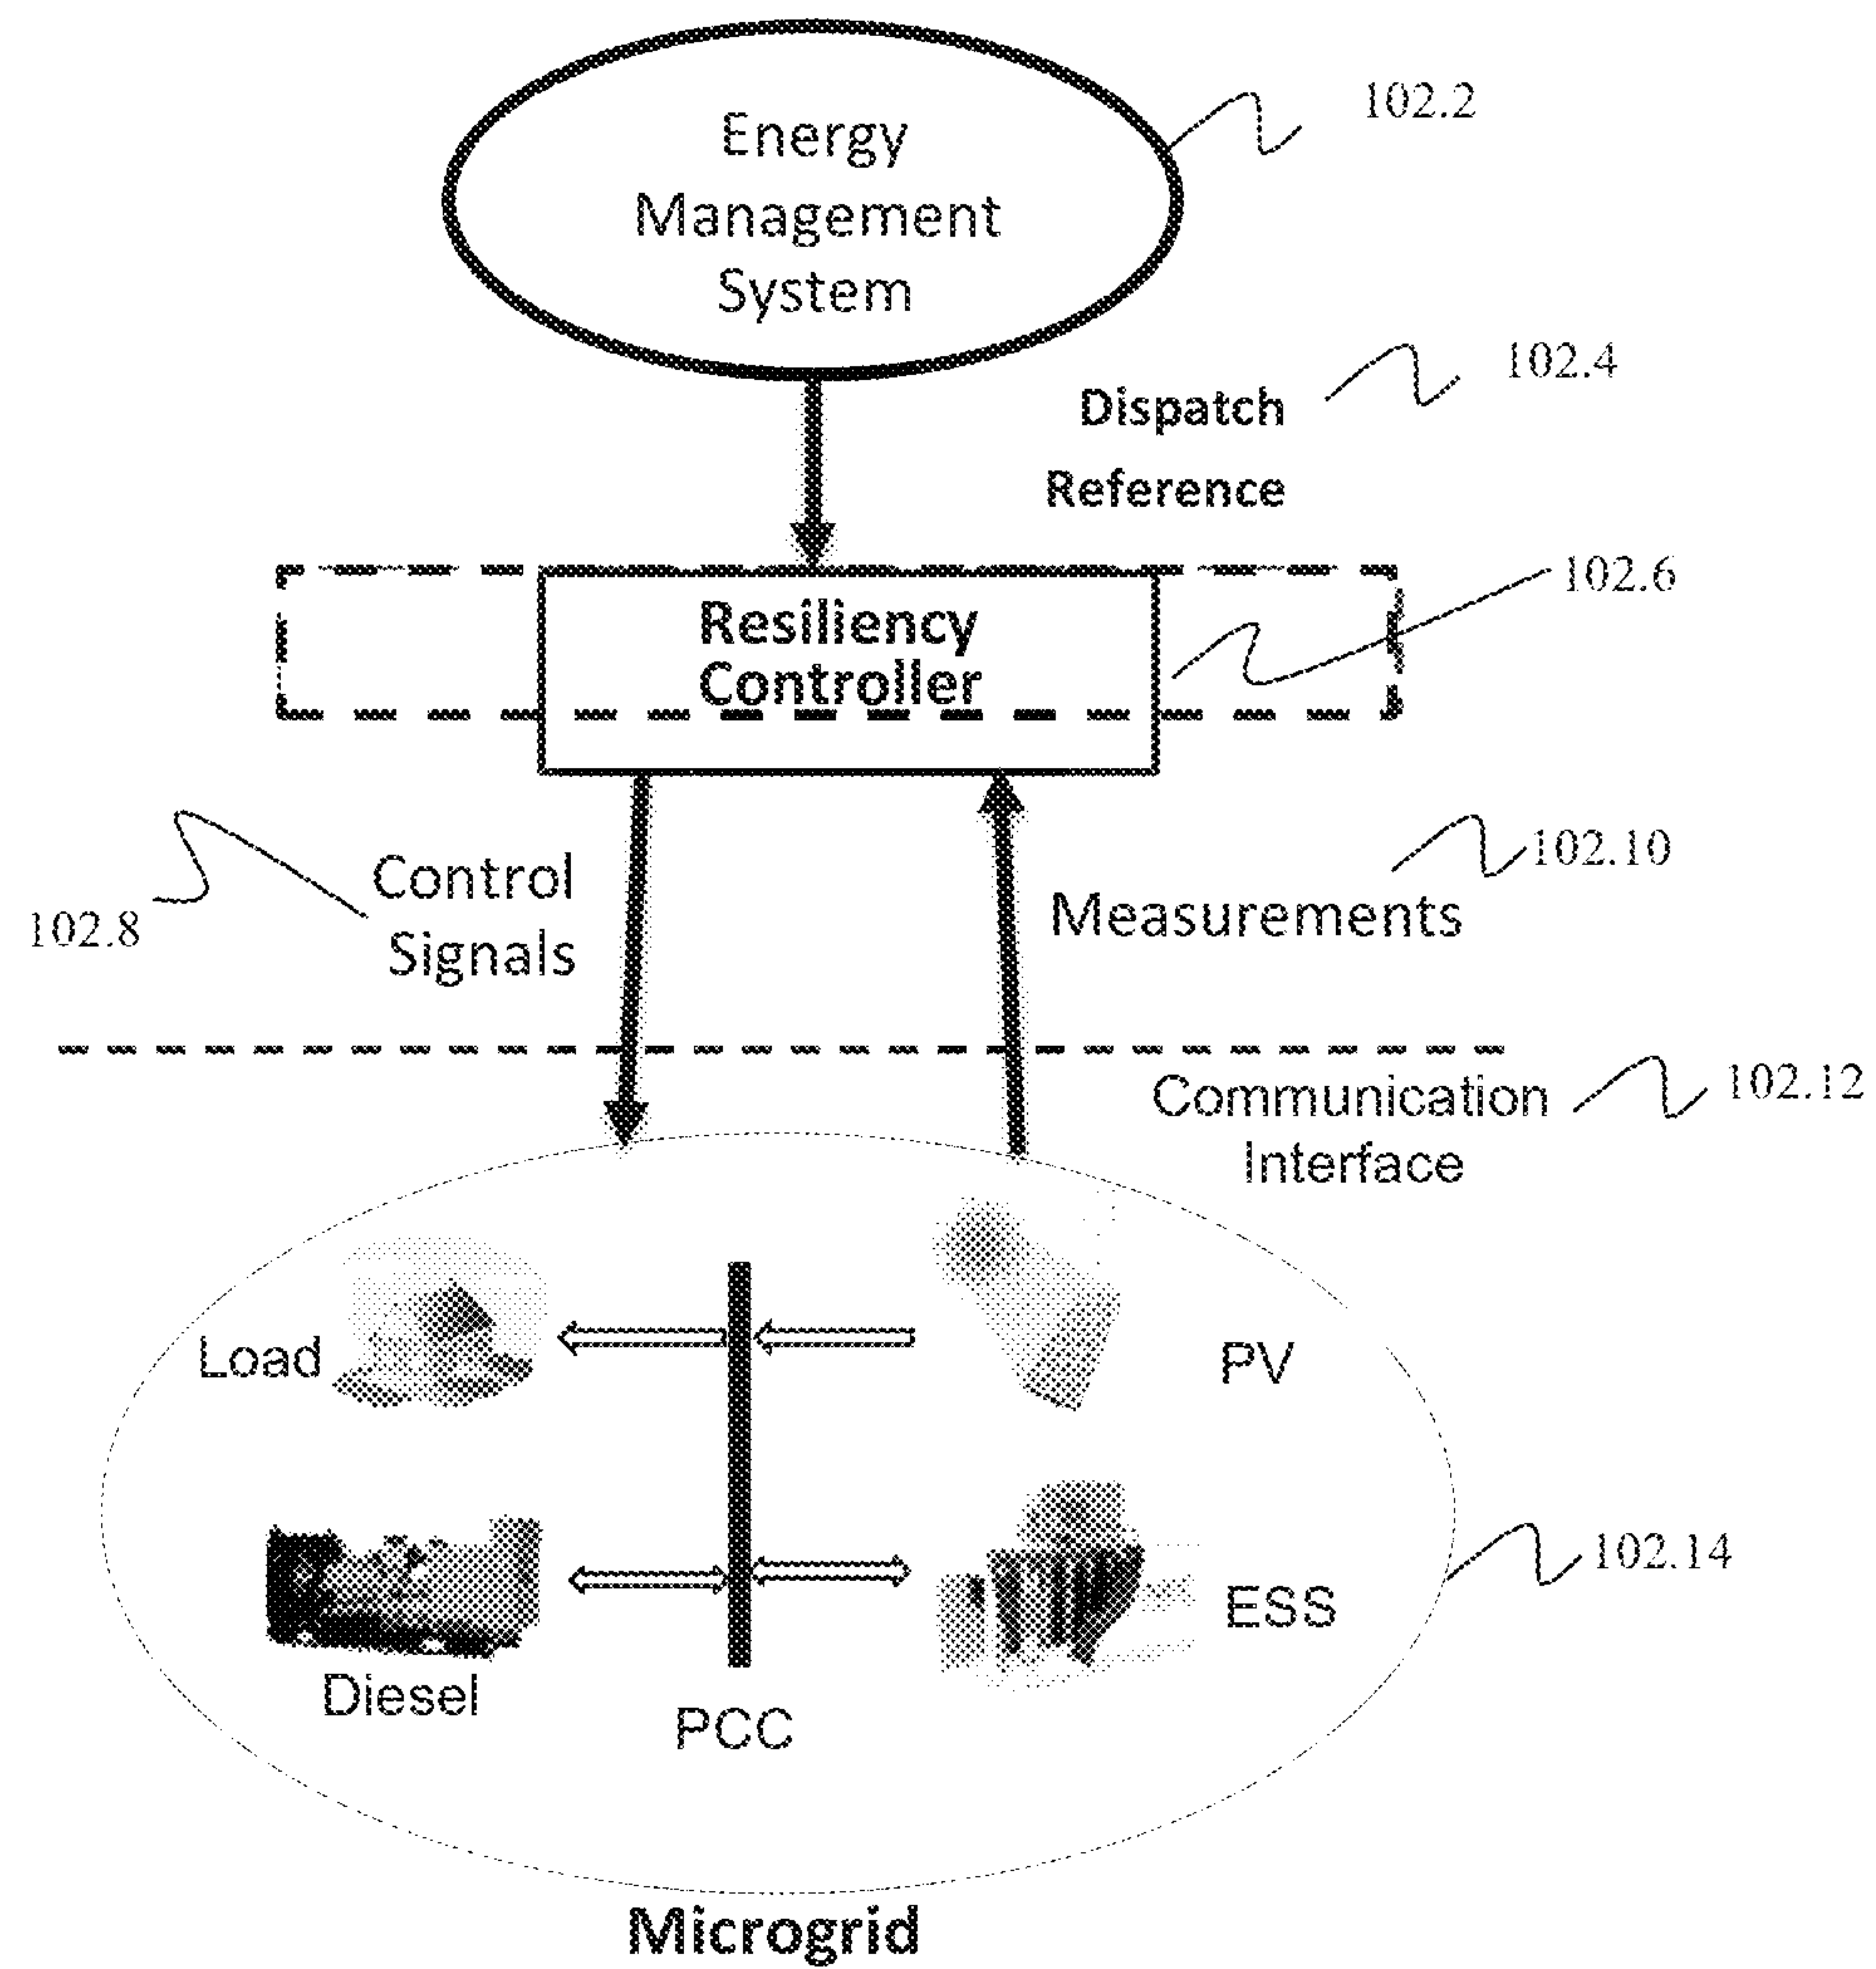 Energy
Management
System
102.2
Dispatch
Reference
102.4
Resiliency
Controller
102.6
Control
Signals
102.8
Measurements
102.10
Communication
Interface
102.12
Load
PV
Diesel
PCC
ESS
102.14
Microgrid